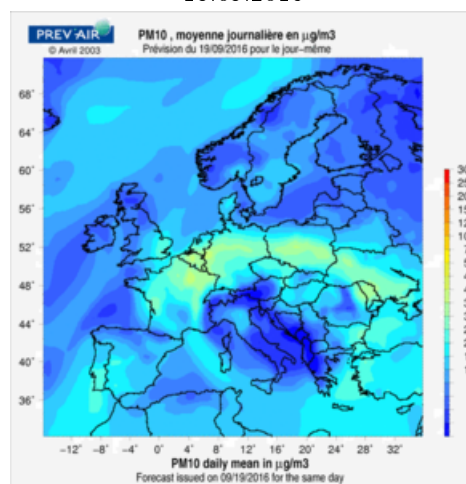 PREV'AIR
© Avril 2003
PM10 , moyenne journalière en µg/m3
Prévision du 19/09/2016 pour le jour−même
68˚
64˚
60˚
56˚
52˚
48˚
44˚
40˚
36˚
−12˚ −8˚ −4˚ 0˚ 4˚ 8˚ 12˚ 16˚ 20˚ 24˚ 28˚ 32˚
PM10 daily mean in µg/m3
Forecast issued on 09/19/2016 for the same day